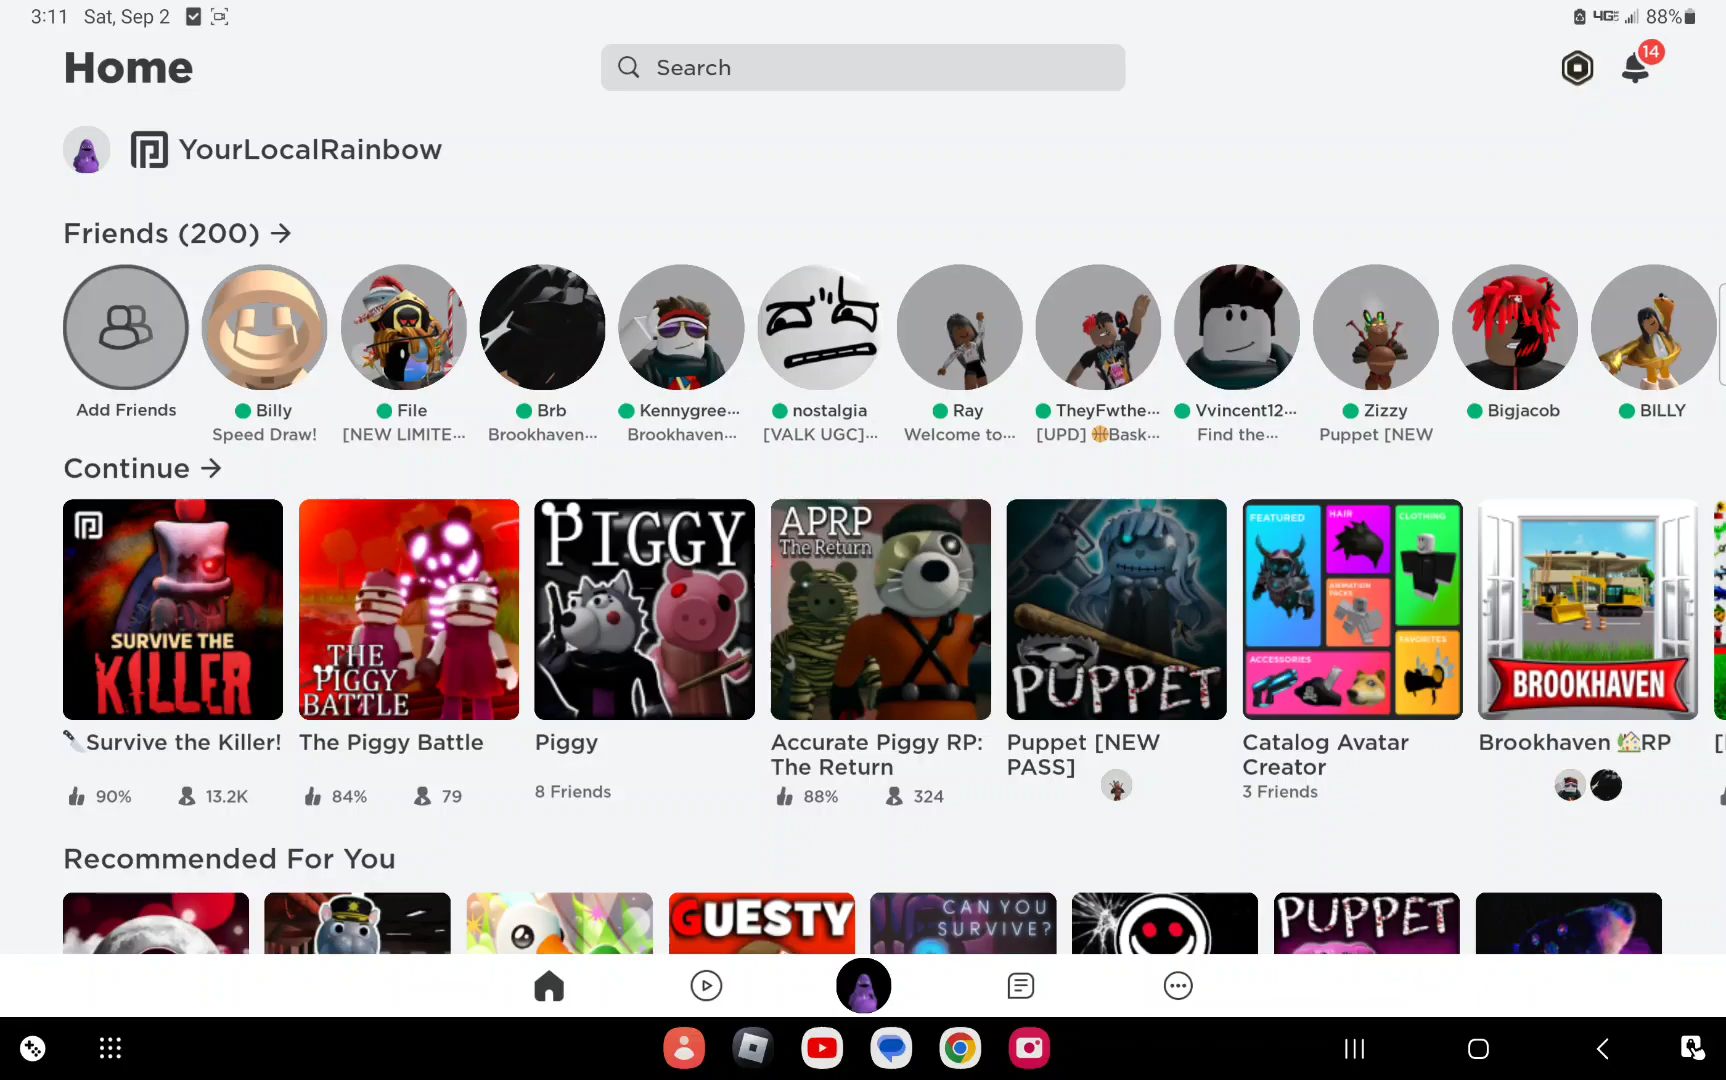 3:11 Sat, Sep 2
4G 88%
Home
Search
14
YourLocalRainbow
Friends (200) →
Add Friends
Billy
Speed Draw!
File
[NEW LIMITE...
Brb
Brookhaven...
Kennygree...
Brookhaven...
nostalgia
[VALK UGC]...
Ray
Welcome to...
TheyFwthe...
[UPD] 🏀Bask...
Vvincent12...
Find the...
Zizzy
Puppet [NEW
Bigjacob
BILLY
Continue →
SURVIVE THE
KILLER
THE
PIGGY
BATTLE
PIGGY
APRP
The Return
PUPPET
FEATURED
HAIR
CLOTHING
ANIMATION
PACKS
ACCESSORIES
FAVORITES
BROOKHAVEN
🔪Survive the Killer!
90% 13.2K
The Piggy Battle
84% 79
Piggy
8 Friends
Accurate Piggy RP:
The Return
88% 324
Puppet [NEW
PASS]
Catalog Avatar
Creator
3 Friends
Brookhaven 🏡RP
Recommended For You
GUESTY
CAN YOU
SURVIVE?
PUPPET